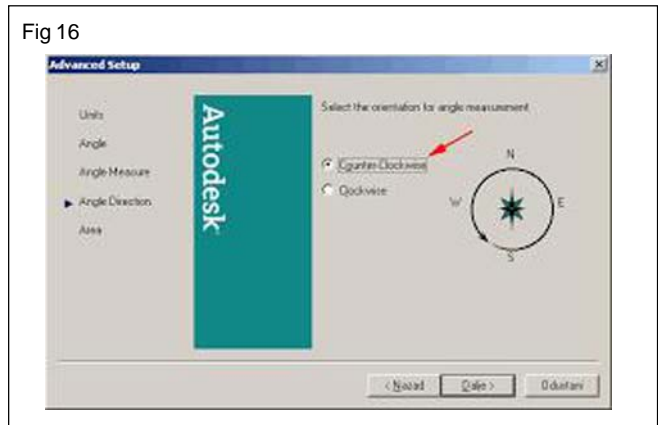 Fig 16
Advanced Setup
Units
Angle
Angle Measure
Angle Direction
Area
Autodesk
Select the orientation for angle measurement
Counter-Clockwise
Clockwise
N
W
E
S
< Nazad
Dalje >
Odustani